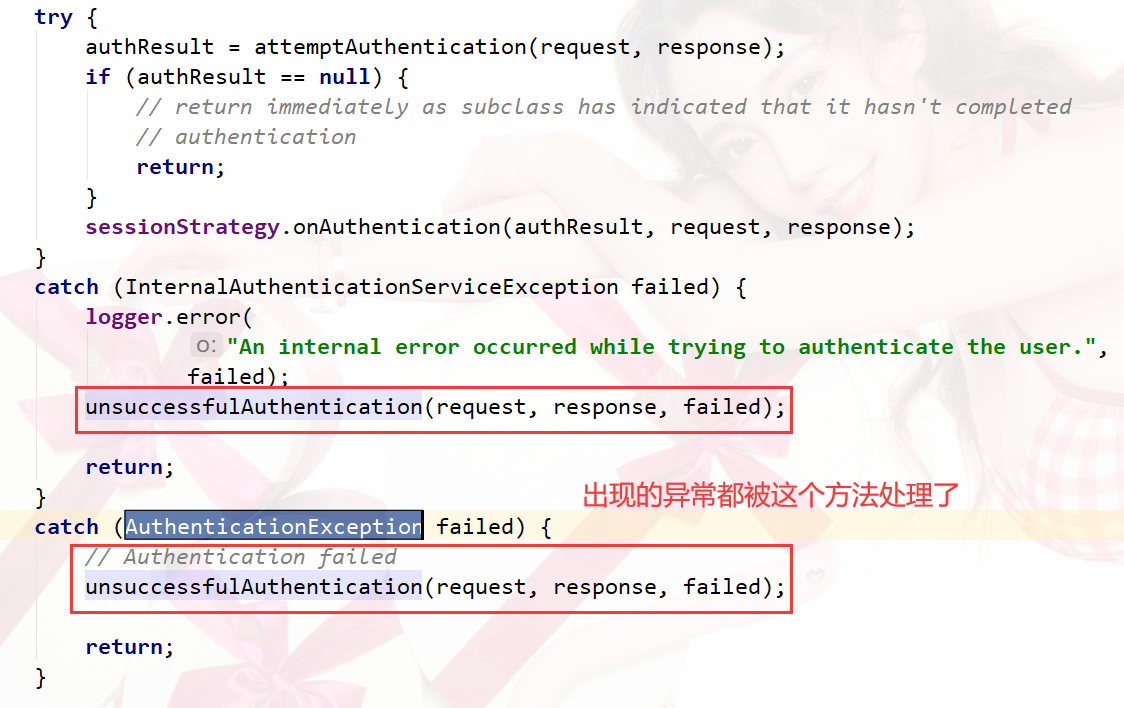 try {
authResult = attemptAuthentication(request, response);
if (authResult == null) {
// return immediately as subclass has indicated that it hasn't completed
// authentication
return;
}
sessionStrategy.onAuthentication(authResult, request, response);
}
catch (InternalAuthenticationServiceException failed) {
logger.error(
o: "An internal error occurred while trying to authenticate the user.",
failed);
unsuccessfulAuthentication(request, response, failed);
return;
}
出现的异常都被这个方法处理了
catch (AuthenticationException failed) {
// Authentication failed
unsuccessfulAuthentication(request, response, failed);
return;
}